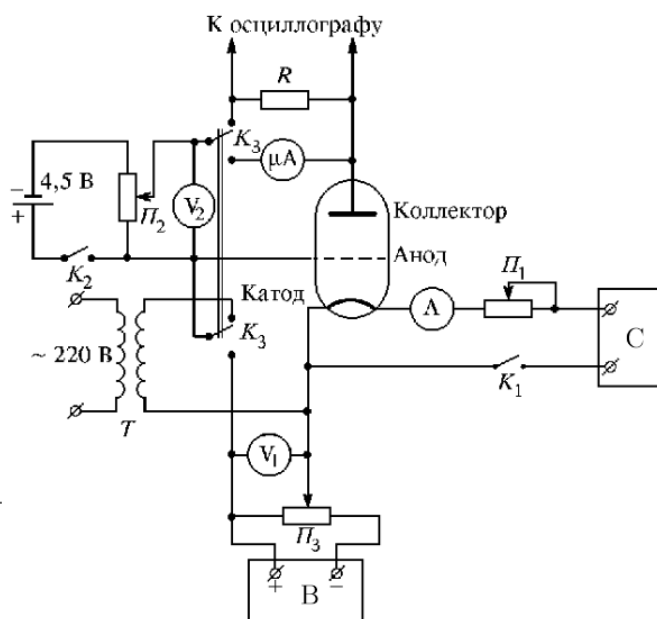 К осциллографу
R
K₃
μA
4,5 В
− +
П₂
V₂
Коллектор
K₂
Анод
П₁
Катод
K₃
А
С
~ 220 В
K₁
T
V₁
П₃
+ −
В